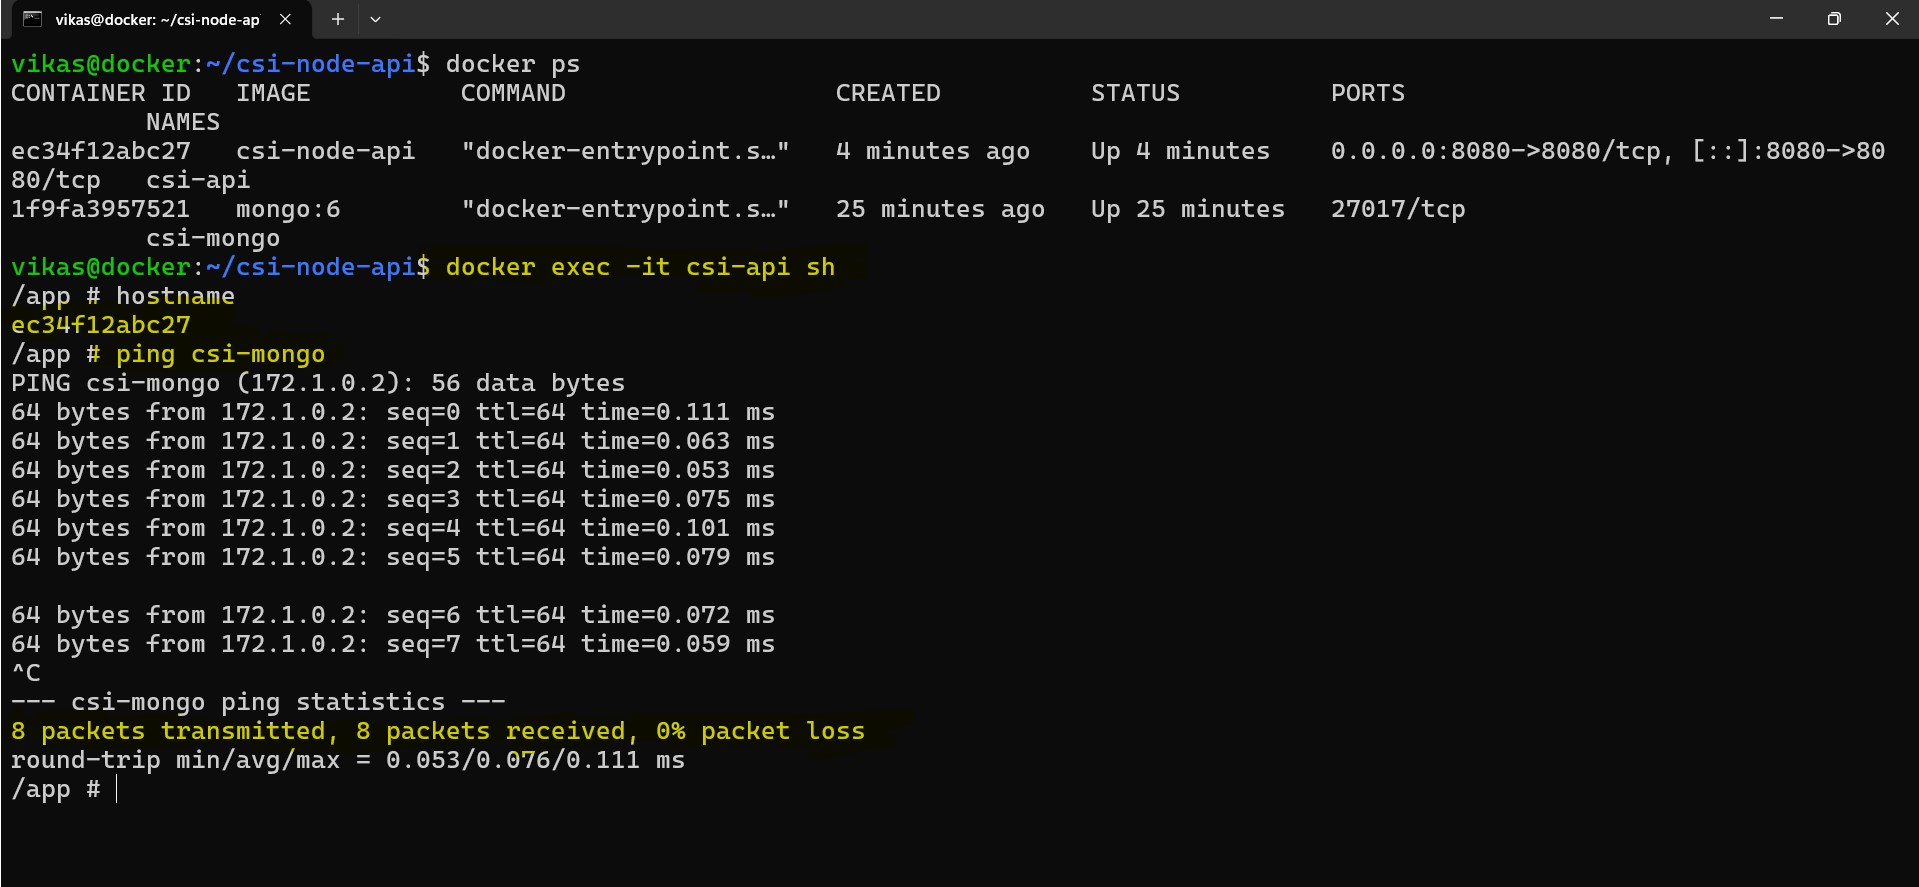 vikas@docker: ~/csi-node-ap
vikas@docker:~/csi-node-api$ docker ps
CONTAINER ID   IMAGE          COMMAND                  CREATED          STATUS          PORTS
         NAMES
ec34f12abc27   csi-node-api   "docker-entrypoint.s…"   4 minutes ago    Up 4 minutes    0.0.0.0:8080->8080/tcp, [::]:8080->80
80/tcp   csi-api
1f9fa3957521   mongo:6        "docker-entrypoint.s…"   25 minutes ago   Up 25 minutes   27017/tcp
         csi-mongo
vikas@docker:~/csi-node-api$ docker exec -it csi-api sh
/app # hostname
ec34f12abc27
/app # ping csi-mongo
PING csi-mongo (172.1.0.2): 56 data bytes
64 bytes from 172.1.0.2: seq=0 ttl=64 time=0.111 ms
64 bytes from 172.1.0.2: seq=1 ttl=64 time=0.063 ms
64 bytes from 172.1.0.2: seq=2 ttl=64 time=0.053 ms
64 bytes from 172.1.0.2: seq=3 ttl=64 time=0.075 ms
64 bytes from 172.1.0.2: seq=4 ttl=64 time=0.101 ms
64 bytes from 172.1.0.2: seq=5 ttl=64 time=0.079 ms
64 bytes from 172.1.0.2: seq=6 ttl=64 time=0.072 ms
64 bytes from 172.1.0.2: seq=7 ttl=64 time=0.059 ms
^C
--- csi-mongo ping statistics ---
8 packets transmitted, 8 packets received, 0% packet loss
round-trip min/avg/max = 0.053/0.076/0.111 ms
/app #